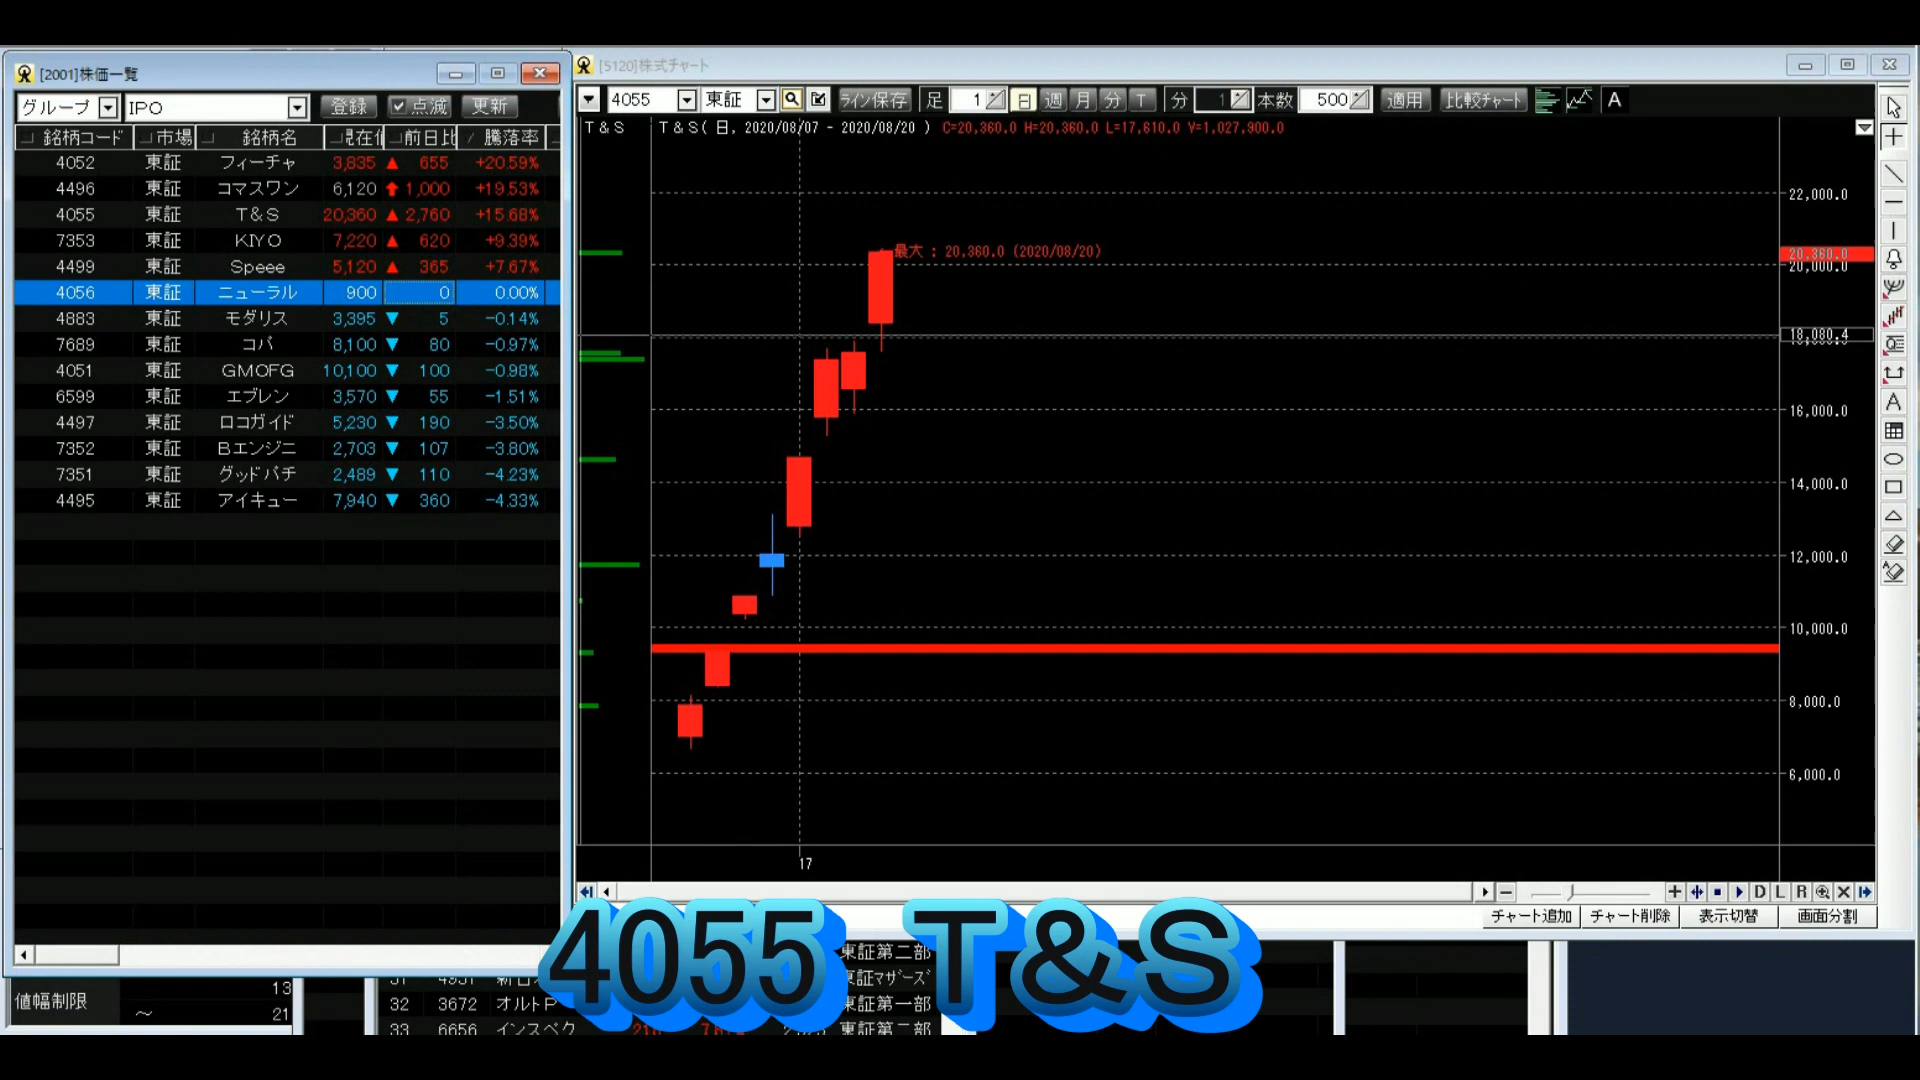 [2001]株価一覧
グループ IPO 登録 点滅 更新
銘柄コード 市場 銘柄名 現在値 前日比 騰落率
4052 東証 フィーチャ 3,835 ▲ 655 +20.59%
4496 東証 コマスワン 6,120 1,000 +19.53%
4055 東証 T&S 20,360 ▲ 2,760 +15.68%
7353 東証 KIYO 7,220 ▲ 620 +9.39%
4499 東証 Speee 5,120 ▲ 365 +7.67%
4056 東証 ニューラル 900 0 0.00%
4883 東証 モダリス 3,395 ▼ 5 -0.14%
7689 東証 コパ 8,100 ▼ 80 -0.97%
4051 東証 GMOFG 10,100 ▼ 100 -0.98%
6599 東証 エブレン 3,570 ▼ 55 -1.51%
4497 東証 ロコガイド 5,230 ▼ 190 -3.50%
7352 東証 Bエンジニ 2,703 ▼ 107 -3.80%
7351 東証 グッドパチ 2,489 ▼ 110 -4.23%
4495 東証 アイキュー 7,940 ▼ 360 -4.33%
[5120]株式チャート
4055 東証 ライン保存 足 1 日 週 月 分 T 分 1 本数 500 適用 比較チャート A
T&S T&S( 日, 2020/08/07 - 2020/08/20 ) C=20,360.0 H=20,360.0 L=17,610.0 V=1,027,900.0
22,000.0
最大 : 20,360.0 (2020/08/20)
20,360.0
20,000.0
18,080.4
16,000.0
14,000.0
12,000.0
10,000.0
8,000.0
6,000.0
17
D L R
チャート追加 チャート削除 表示切替 画面分割
4055 T&S
値幅制限 13
～ 21
31 4931 東証第二部
東証マザーズ
32 3672 オルトP 東証第一部
33 6656 インスペク 東証第二部